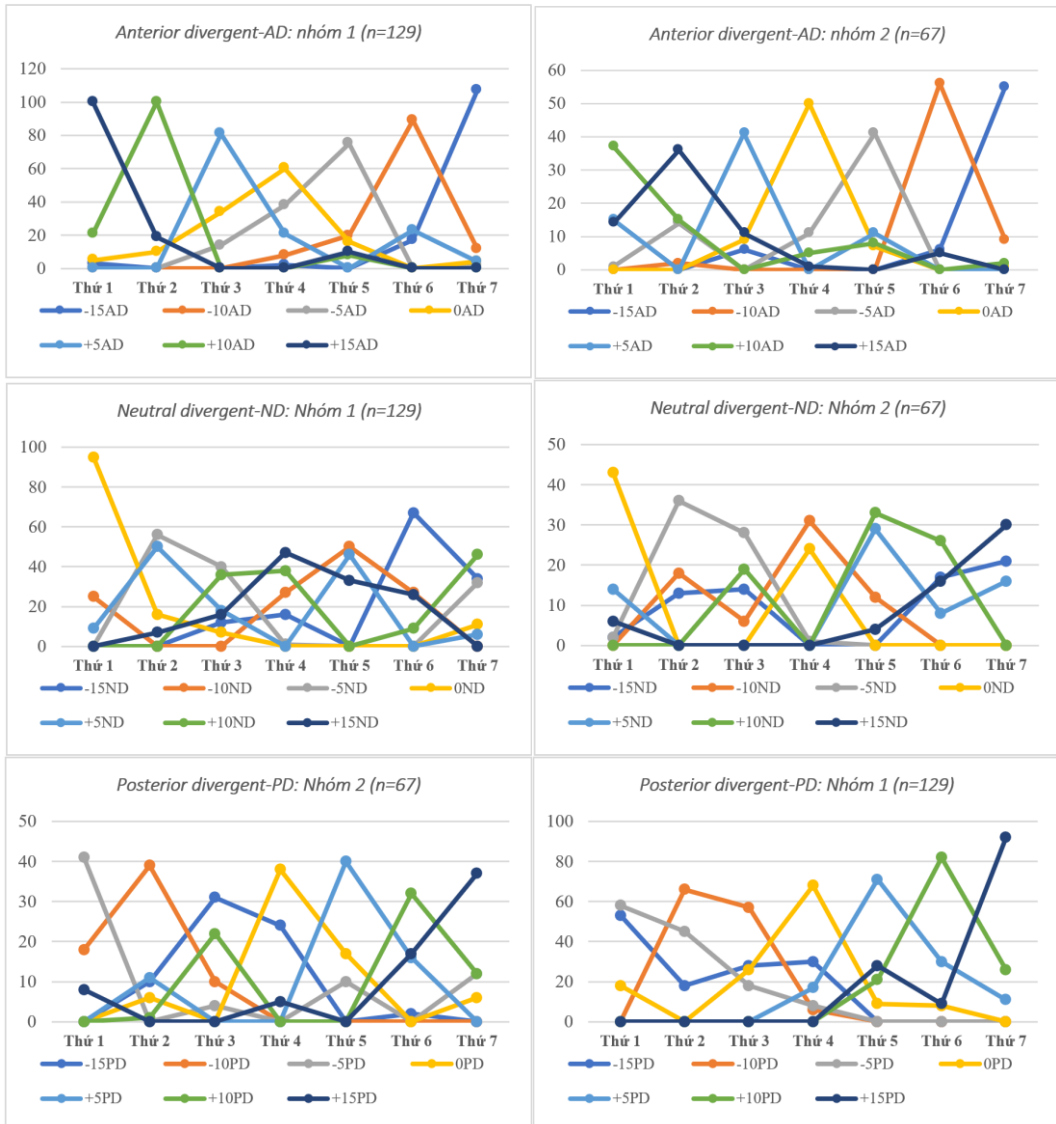 Anterior divergent-AD: nhóm 1 (n=129)
120
100
80
60
40
20
0
Thứ 1 Thứ 2 Thứ 3 Thứ 4 Thứ 5 Thứ 6 Thứ 7
-15AD -10AD -5AD 0AD
+5AD +10AD +15AD
Anterior divergent-AD: nhóm 2 (n=67)
60
50
40
30
20
10
0
Thứ 1 Thứ 2 Thứ 3 Thứ 4 Thứ 5 Thứ 6 Thứ 7
-15AD -10AD -5AD 0AD
+5AD +10AD +15AD
Neutral divergent-ND: Nhóm 1 (n=129)
100
80
60
40
20
0
Thứ 1 Thứ 2 Thứ 3 Thứ 4 Thứ 5 Thứ 6 Thứ 7
-15ND -10ND -5ND 0ND
+5ND +10ND +15ND
Neutral divergent-ND: Nhóm 2 (n=67)
50
40
30
20
10
0
Thứ 1 Thứ 2 Thứ 3 Thứ 4 Thứ 5 Thứ 6 Thứ 7
-15ND -10ND -5ND 0ND
+5ND +10ND +15ND
Posterior divergent-PD: Nhóm 2 (n=67)
50
40
30
20
10
0
Thứ 1 Thứ 2 Thứ 3 Thứ 4 Thứ 5 Thứ 6 Thứ 7
-15PD -10PD -5PD 0PD
+5PD +10PD +15PD
Posterior divergent-PD: Nhóm 1 (n=129)
100
80
60
40
20
0
Thứ 1 Thứ 2 Thứ 3 Thứ 4 Thứ 5 Thứ 6 Thứ 7
-15PD -10PD -5PD 0PD
+5PD +10PD +15PD